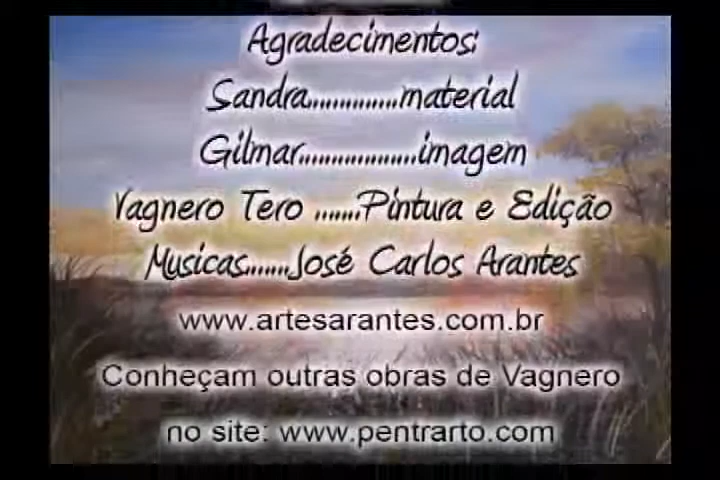 Agradecimentos:
Sandra..............material
Gilmar..................imagem
Vagnero Tero .......Pintura e Edição
Musicas.......José Carlos Arantes
www.artesarantes.com.br
Conheçam outras obras de Vagnero
no site: www.pentrarto.com